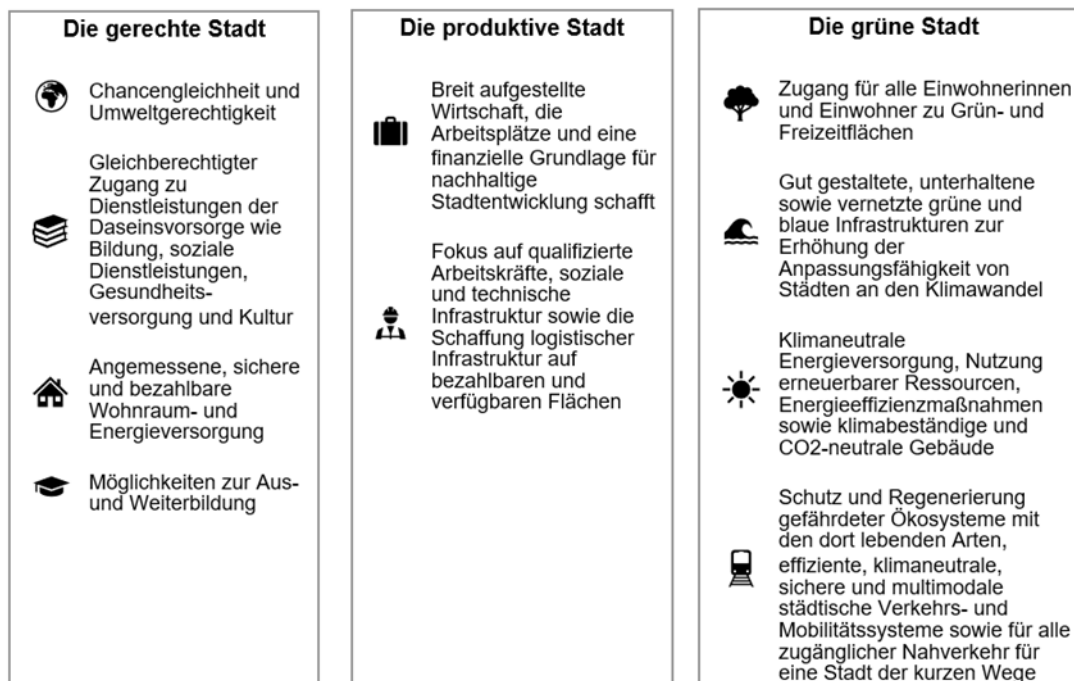 Die gerechte Stadt
Chancengleichheit und
Umweltgerechtigkeit
Gleichberechtigter
Zugang zu
Dienstleistungen der
Daseinsvorsorge wie
Bildung, soziale
Dienstleistungen,
Gesundheits-
versorgung und Kultur
Angemessene, sichere
und bezahlbare
Wohnraum- und
Energieversorgung
Möglichkeiten zur Aus-
und Weiterbildung
Die produktive Stadt
Breit aufgestellte
Wirtschaft, die
Arbeitsplätze und eine
finanzielle Grundlage für
nachhaltige
Stadtentwicklung schafft
Fokus auf qualifizierte
Arbeitskräfte, soziale
und technische
Infrastruktur sowie die
Schaffung logistischer
Infrastruktur auf
bezahlbaren und
verfügbaren Flächen
Die grüne Stadt
Zugang für alle Einwohnerinnen
und Einwohner zu Grün- und
Freizeitflächen
Gut gestaltete, unterhaltene
sowie vernetzte grüne und
blaue Infrastrukturen zur
Erhöhung der
Anpassungsfähigkeit von
Städten an den Klimawandel
Klimaneutrale
Energieversorgung, Nutzung
erneuerbarer Ressourcen,
Energieeffizienzmaßnahmen
sowie klimabeständige und
CO2-neutrale Gebäude
Schutz und Regenerierung
gefährdeter Ökosysteme mit
den dort lebenden Arten,
effiziente, klimaneutrale,
sichere und multimodale
städtische Verkehrs- und
Mobilitätssysteme sowie für alle
zugänglicher Nahverkehr für
eine Stadt der kurzen Wege